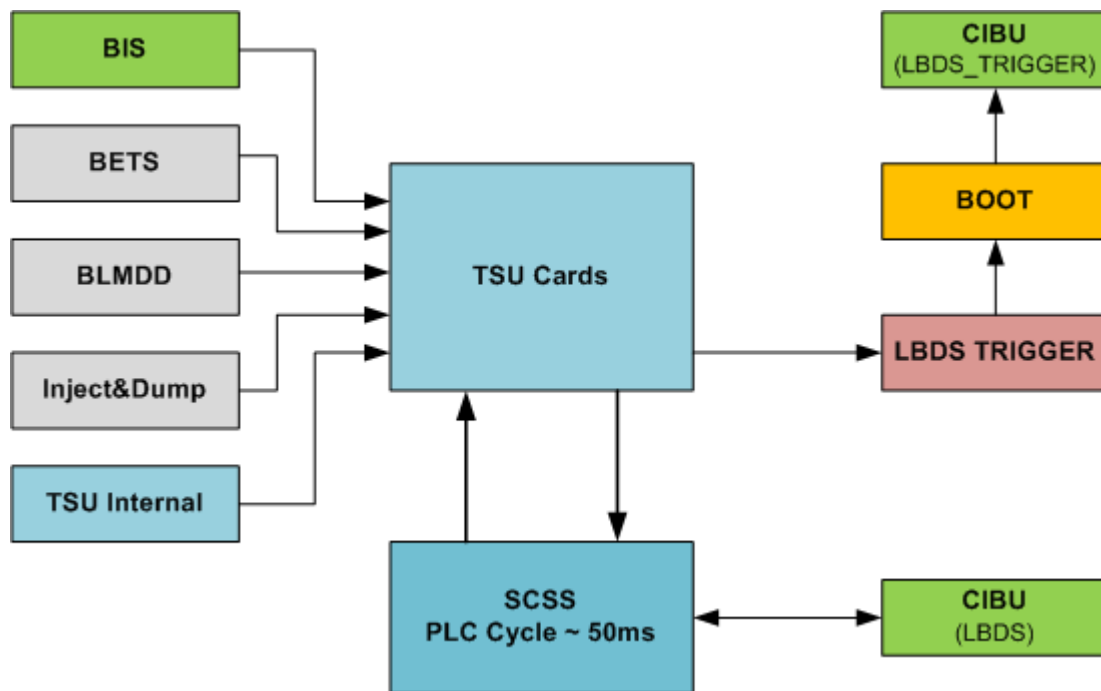 BIS
BETS
BLMDD
Inject&Dump
TSU Internal
TSU Cards
SCSS
PLC Cycle ~ 50ms
CIBU
(LBDS_TRIGGER)
BOOT
LBDS TRIGGER
CIBU
(LBDS)